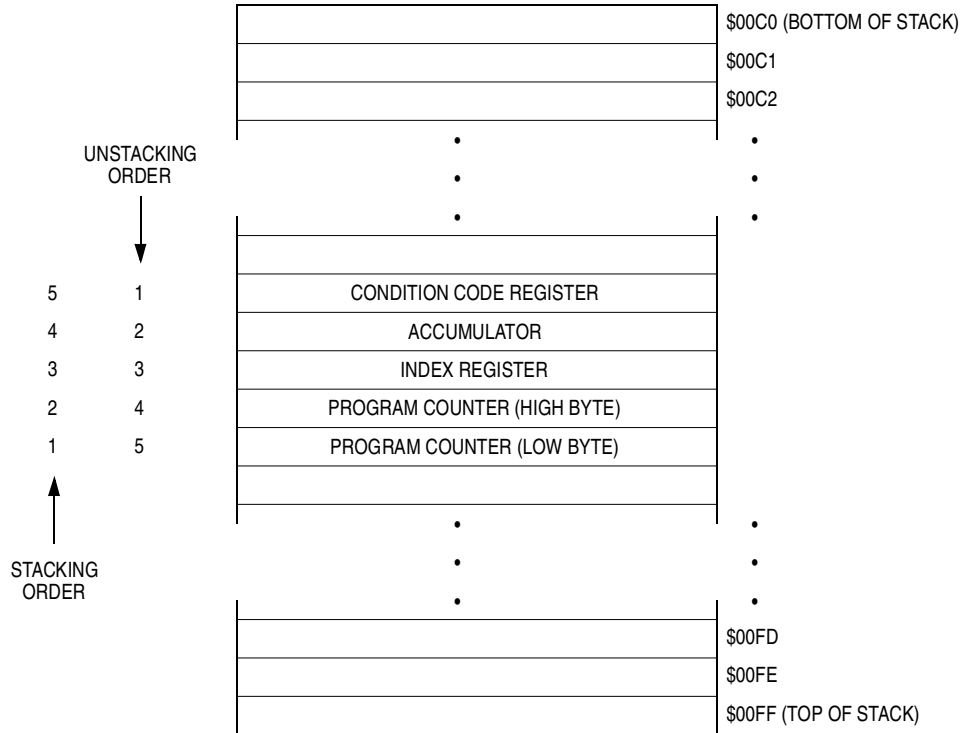 $00C0 (BOTTOM OF STACK)
$00C1
$00C2
UNSTACKING
ORDER
5 1 CONDITION CODE REGISTER
4 2 ACCUMULATOR
3 3 INDEX REGISTER
2 4 PROGRAM COUNTER (HIGH BYTE)
1 5 PROGRAM COUNTER (LOW BYTE)
STACKING
ORDER
$00FD
$00FE
$00FF (TOP OF STACK)